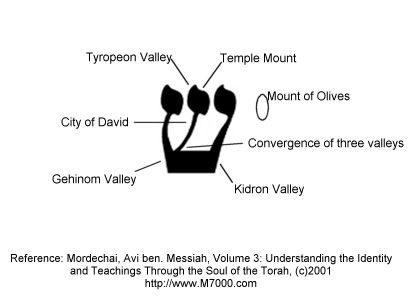 Tyropeon Valley
Temple Mount
Mount of Olives
City of David
ש
Convergence of three valleys
Gehinom Valley
Kidron Valley
Reference: Mordechai, Avi ben. Messiah, Volume 3: Understanding the Identity
and Teachings Through the Soul of the Torah, (c)2001
http://www.M7000.com